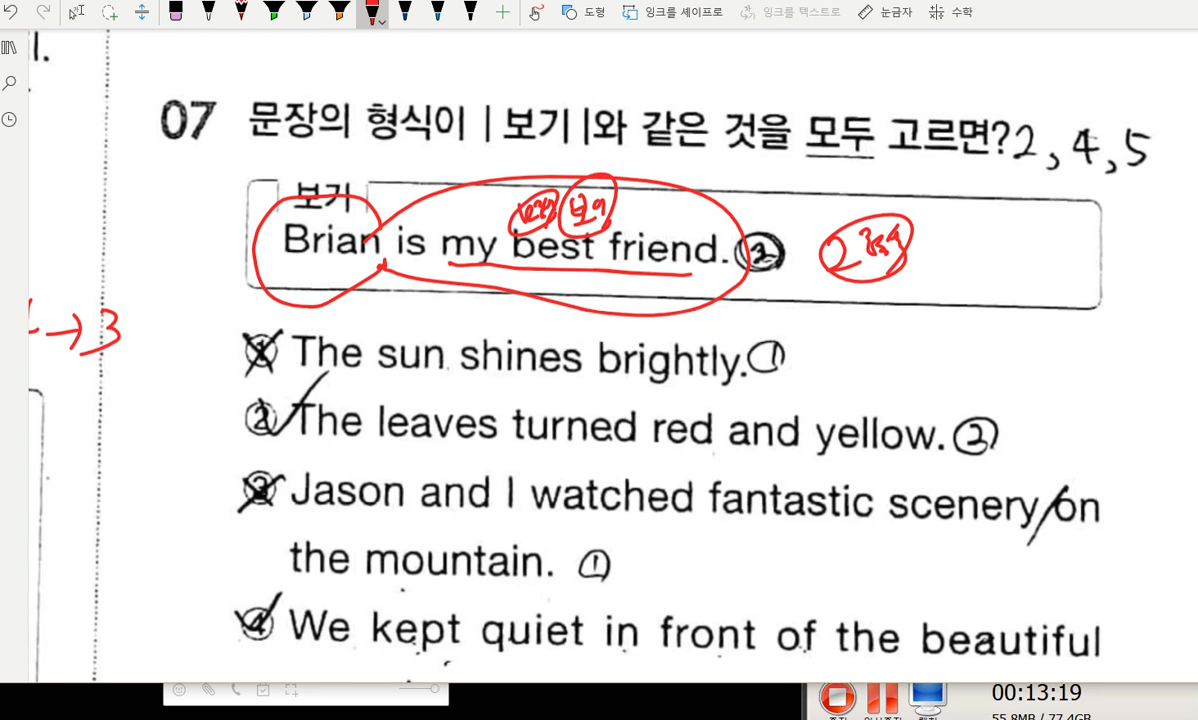 도형 잉크를 셰이프로 잉크를 텍스트로 눈금자 수학
07 문장의 형식이 | 보기 |와 같은 것을 모두 고르면? 2, 4, 5
보기
보어
Brian is my best friend. ② 2형식
→ 3
① The sun shines brightly. ①
② The leaves turned red and yellow. ②
③ Jason and I watched fantastic scenery / on
the mountain. ①
④ We kept quiet in front of the beautiful
00:13:19
55.8MB / 77.4GB